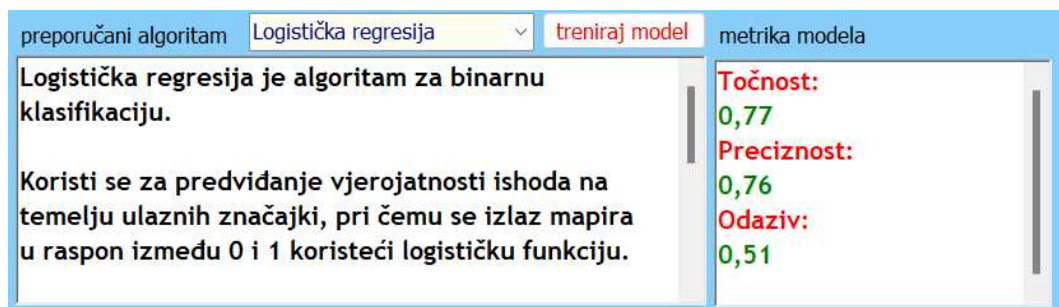 preporučani algoritam Logistička regresija treniraj model metrika modela
Logistička regresija je algoritam za binarnu
klasifikaciju.
Koristi se za predviđanje vjerojatnosti ishoda na
temelju ulaznih značajki, pri čemu se izlaz mapira
u raspon između 0 i 1 koristeći logističku funkciju.
Točnost:
0,77
Preciznost:
0,76
Odaziv:
0,51